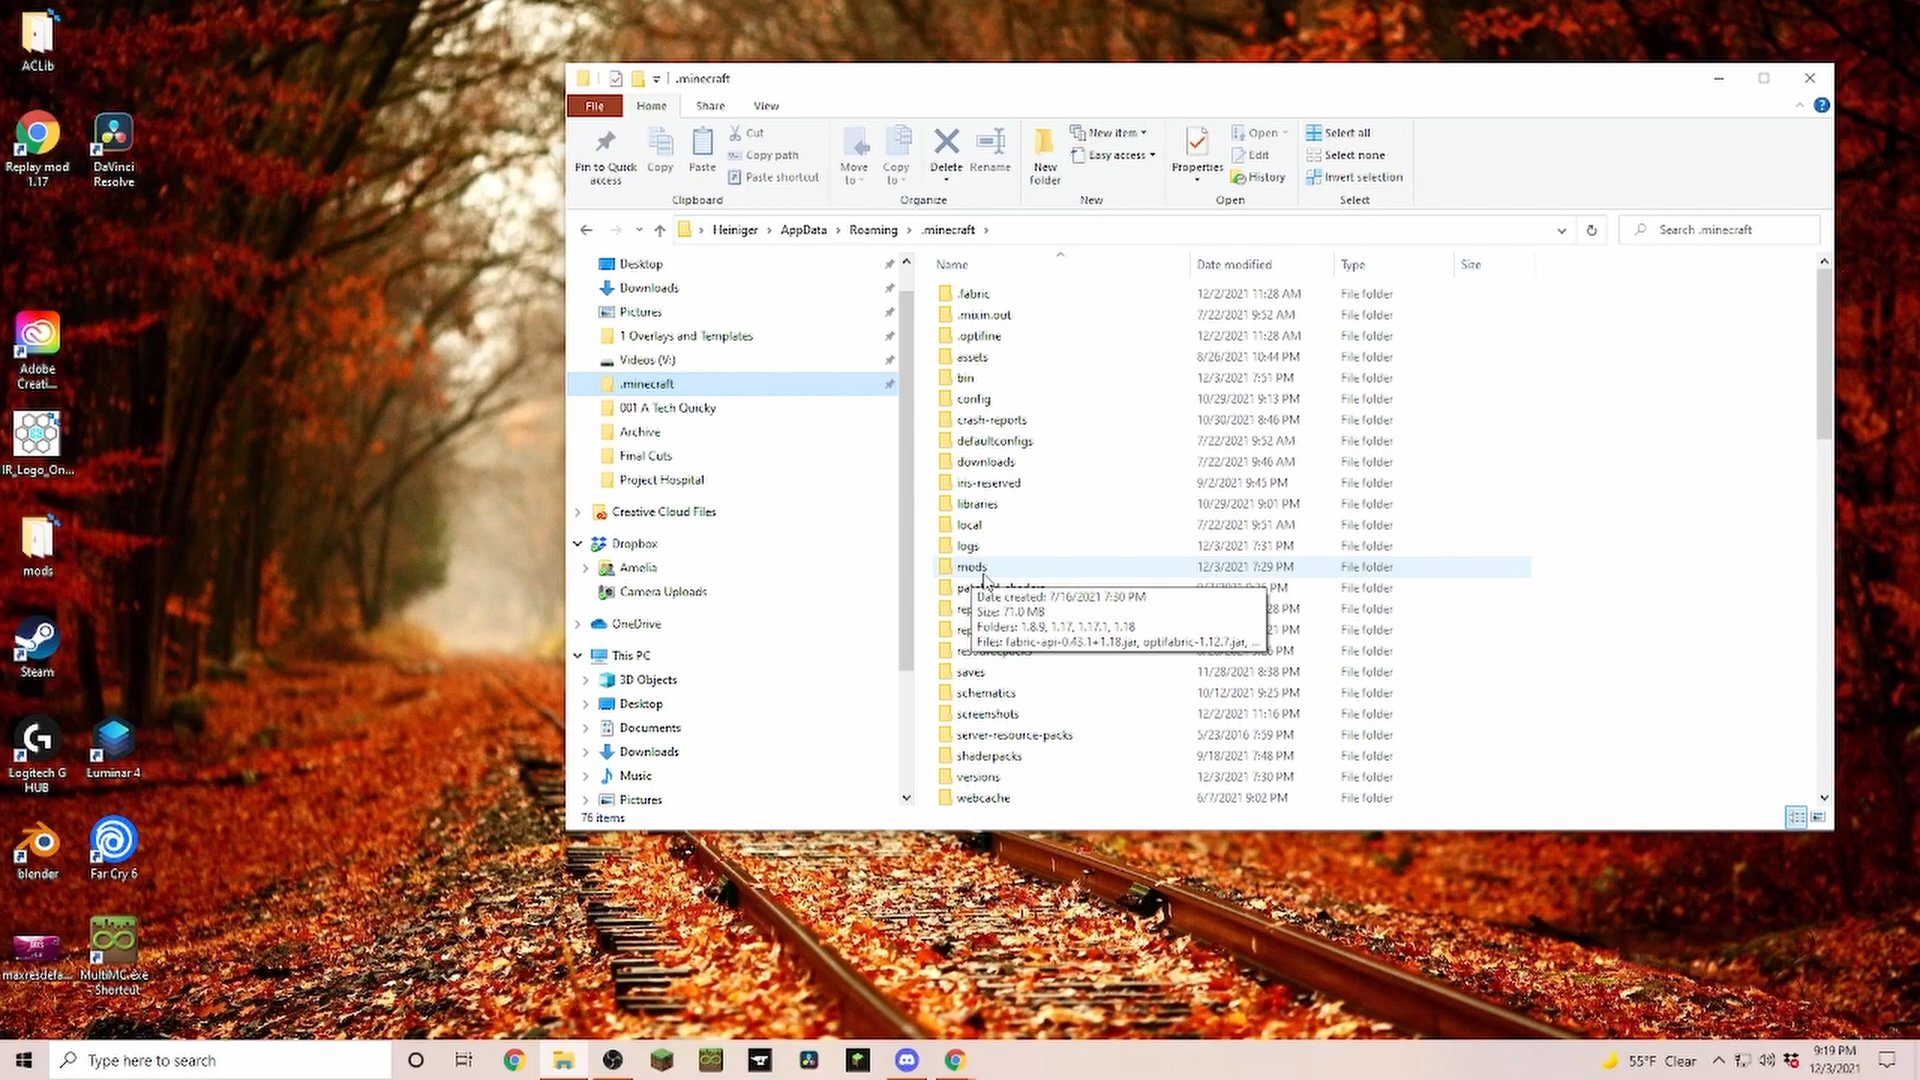 ACLib
Replay mod
1.17
DaVinci
Resolve
Adobe
Creati...
IR_Logo_On...
mods
Steam
Logitech G
HUB
Luminar 4
blender
Far Cry 6
maxresdefa...
MultiMC.exe
- Shortcut
.minecraft
File
Home
Share
View
Pin to Quick
access
Copy
Paste
Cut
Copy path
Paste shortcut
Clipboard
Move
to
Copy
to
Delete
Rename
Organize
New
folder
New item
Easy access
New
Properties
Open
Edit
History
Open
Select all
Select none
Invert selection
Select
Heiniger > AppData > Roaming > .minecraft >
Search .minecraft
Desktop
Downloads
Pictures
1 Overlays and Templates
Videos (V:)
.minecraft
001 A Tech Quicky
Archive
Final Cuts
Project Hospital
Creative Cloud Files
Dropbox
Amelia
Camera Uploads
OneDrive
This PC
3D Objects
Desktop
Documents
Downloads
Music
Pictures
76 items
Name Date modified Type Size
.fabric 12/2/2021 11:28 AM File folder
.mixin.out 7/22/2021 9:52 AM File folder
.optifine 12/2/2021 11:28 AM File folder
assets 8/26/2021 10:44 PM File folder
bin 12/3/2021 7:51 PM File folder
config 10/29/2021 9:13 PM File folder
crash-reports 10/30/2021 8:46 PM File folder
defaultconfigs 7/22/2021 9:52 AM File folder
downloads 7/22/2021 9:46 AM File folder
iris-reserved 9/2/2021 9:45 PM File folder
libraries 10/29/2021 9:01 PM File folder
local 7/22/2021 9:51 AM File folder
logs 12/3/2021 7:31 PM File folder
mods 12/3/2021 7:29 PM File folder
File folder
Date created: 7/16/2021 7:30 PM
Size: 71.0 MB
File folder
Folders: 1.8.9, 1.17, 1.17.1, 1.18
File folder
Files: fabric-api-0.43.1+1.18.jar, optifabric-1.12.7.jar, ...
File folder
saves 11/28/2021 8:38 PM File folder
schematics 10/12/2021 9:25 PM File folder
screenshots 12/2/2021 11:16 PM File folder
server-resource-packs 5/23/2016 7:59 PM File folder
shaderpacks 9/18/2021 7:48 PM File folder
versions 12/3/2021 7:30 PM File folder
webcache 6/7/2021 9:02 PM File folder
Type here to search
55°F Clear
9:19 PM
12/3/2021